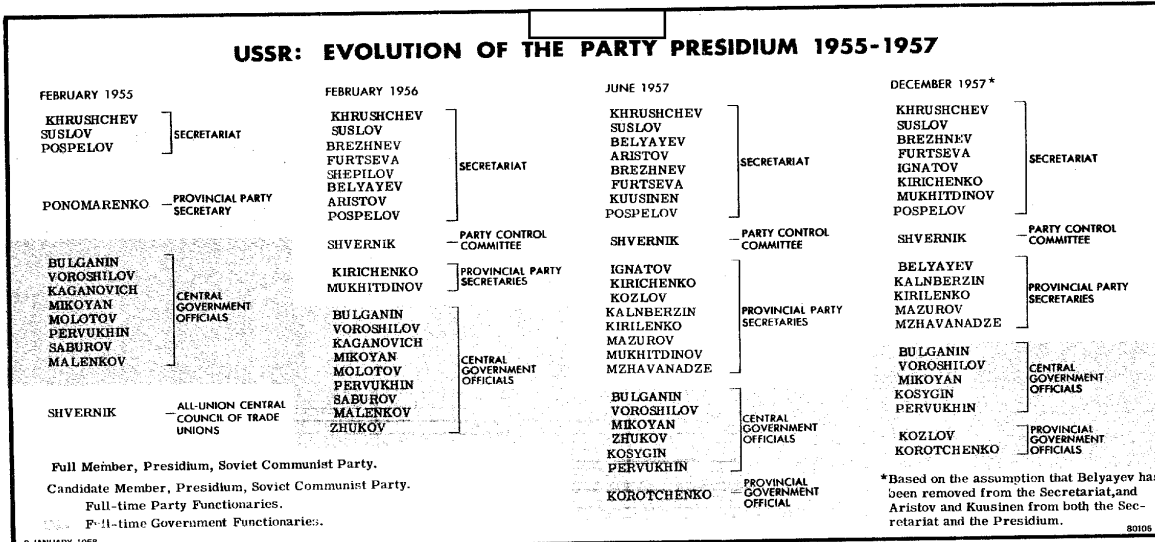 USSR: EVOLUTION OF THE PARTY PRESIDIUM 1955-1957
FEBRUARY 1955
KHRUSHCHEV
SUSLOV
POSPELOV
SECRETARIAT
PONOMARENKO
PROVINCIAL PARTY
SECRETARY
BULGANIN
VOROSHILOV
KAGANOVICH
MIKOYAN
MOLOTOV
PERVUKHIN
SABUROV
MALENKOV
CENTRAL
GOVERNMENT
OFFICIALS
SHVERNIK
ALL-UNION CENTRAL
COUNCIL OF TRADE
UNIONS
FEBRUARY 1956
KHRUSHCHEV
SUSLOV
BREZHNEV
FURTSEVA
SHEPILOV
BELYAYEV
ARISTOV
POSPELOV
SECRETARIAT
SHVERNIK
PARTY CONTROL
COMMITTEE
KIRICHENKO
MUKHITDINOV
PROVINCIAL PARTY
SECRETARIES
BULGANIN
VOROSHILOV
KAGANOVICH
MIKOYAN
MOLOTOV
PERVUKHIN
SABUROV
MALENKOV
ZHUKOV
CENTRAL
GOVERNMENT
OFFICIALS
JUNE 1957
KHRUSHCHEV
SUSLOV
BELYAYEV
ARISTOV
BREZHNEV
FURTSEVA
KUUSINEN
POSPELOV
SECRETARIAT
SHVERNIK
PARTY CONTROL
COMMITTEE
IGNATOV
KIRICHENKO
KOZLOV
KALNBERZIN
KIRILENKO
MAZUROV
MUKHITDINOV
MZHAVANADZE
PROVINCIAL PARTY
SECRETARIES
BULGANIN
VOROSHILOV
MIKOYAN
ZHUKOV
KOSYGIN
PERVUKHIN
CENTRAL
GOVERNMENT
OFFICIALS
KOROTCHENKO
PROVINCIAL
GOVERNMENT
OFFICIAL
DECEMBER 1957*
KHRUSHCHEV
SUSLOV
BREZHNEV
FURTSEVA
IGNATOV
KIRICHENKO
MUKHITDINOV
POSPELOV
SECRETARIAT
SHVERNIK
PARTY CONTROL
COMMITTEE
BELYAYEV
KALNBERZIN
KIRILENKO
MAZUROV
MZHAVANADZE
PROVINCIAL PARTY
SECRETARIES
BULGANIN
VOROSHILOV
MIKOYAN
KOSYGIN
PERVUKHIN
CENTRAL
GOVERNMENT
OFFICIALS
KOZLOV
KOROTCHENKO
PROVINCIAL
GOVERNMENT
OFFICIALS
Full Member, Presidium, Soviet Communist Party.
Candidate Member, Presidium, Soviet Communist Party.
Full-time Party Functionaries.
Full-time Government Functionaries.
*Based on the assumption that Belyayev has
been removed from the Secretariat, and
Aristov and Kuusinen from both the Sec-
retariat and the Presidium.
80106